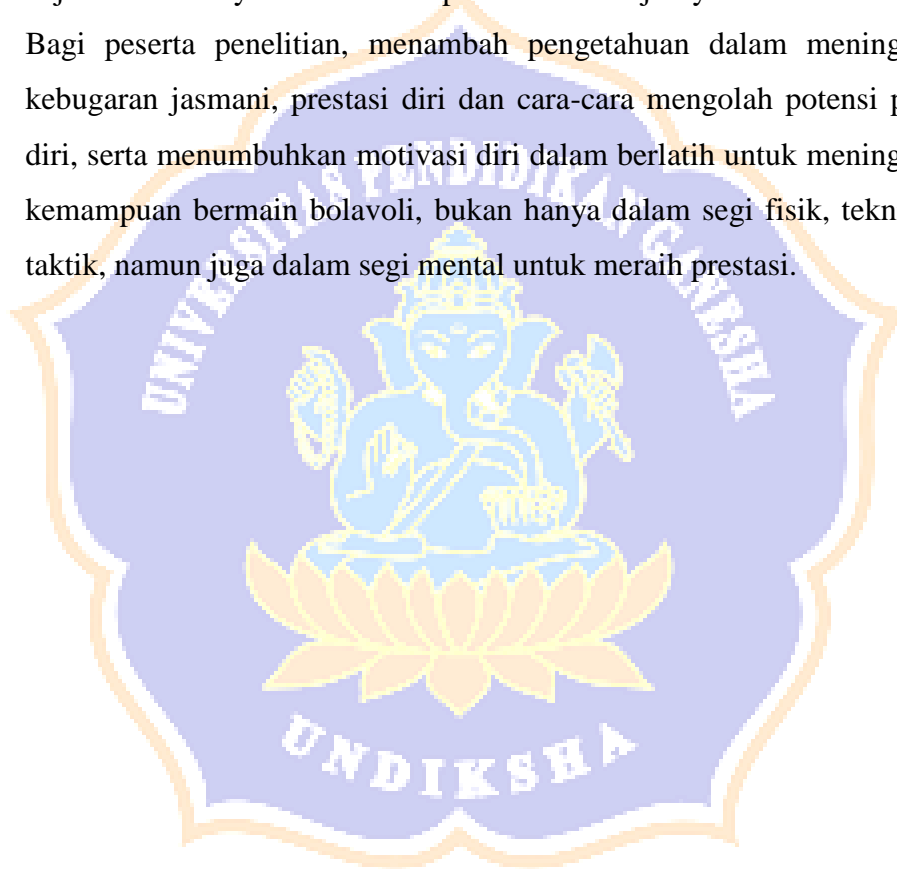 Bagi peserta penelitian, menambah pengetahuan dalam mening
kebugaran jasmani, prestasi diri dan cara-cara mengolah potensi p
diri, serta menumbuhkan motivasi diri dalam berlatih untuk mening
kemampuan bermain bolavoli, bukan hanya dalam segi fisik, tekn
taktik, namun juga dalam segi mental untuk meraih prestasi.
UNIVERSITAS PENDIDIKAN GANESHA
UNDIKSHA